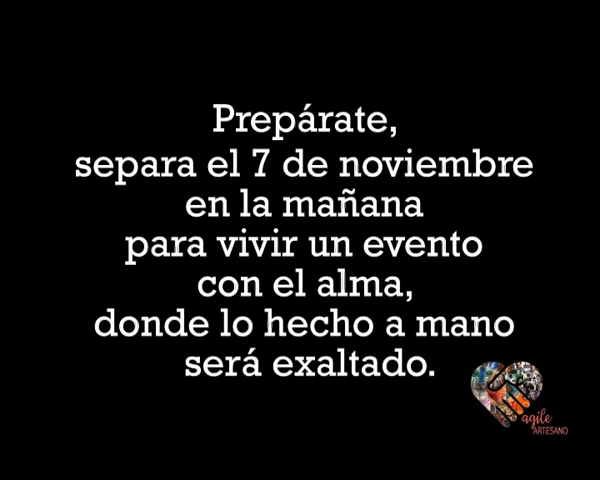 Prepárate,
separa el 7 de noviembre
en la mañana
para vivir un evento
con el alma,
donde lo hecho a mano
será exaltado.
agile
ARTESANO